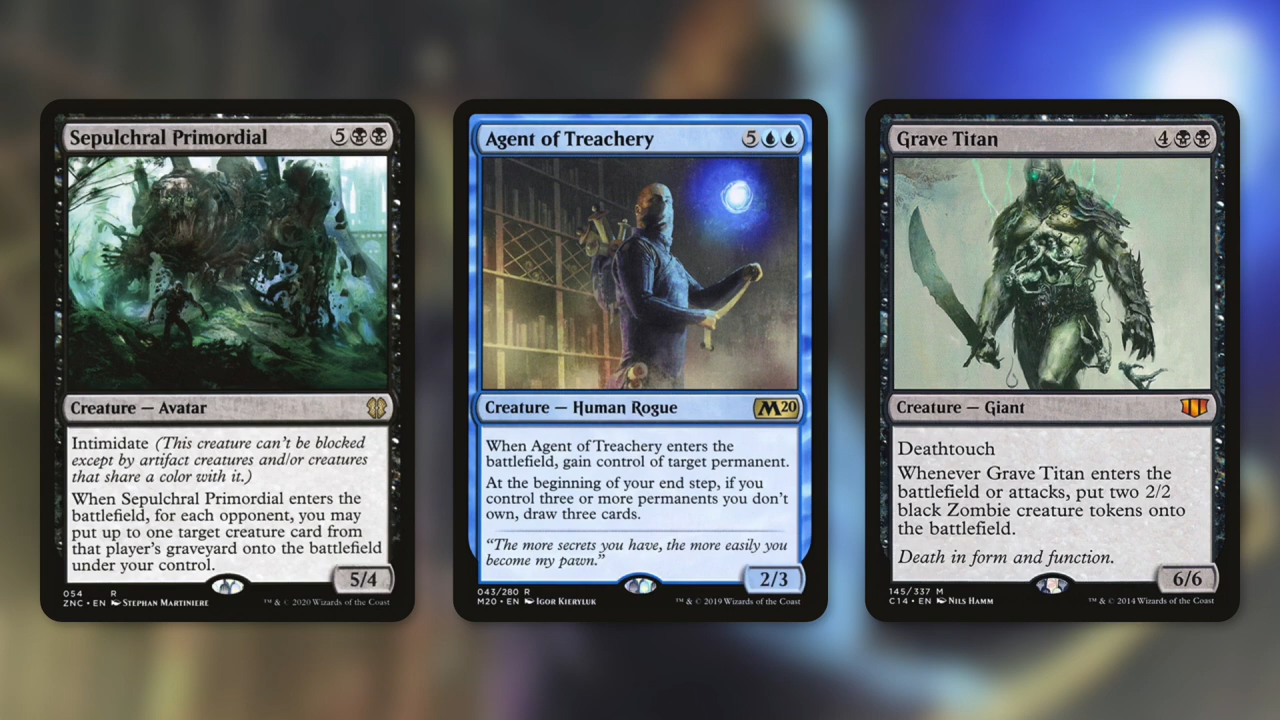 Sepulchral Primordial 5
Creature — Avatar
Intimidate (This creature can't be blocked
except by artifact creatures and/or creatures
that share a color with it.)
When Sepulchral Primordial enters the
battlefield, for each opponent, you may
put up to one target creature card from
that player's graveyard onto the battlefield
under your control.
5/4
054 R
ZNC • EN Stephan Martiniere
™ & © 2020 Wizards of the Coast
Agent of Treachery 5
Creature — Human Rogue
M20
When Agent of Treachery enters the
battlefield, gain control of target permanent.
At the beginning of your end step, if you
control three or more permanents you don't
own, draw three cards.
"The more secrets you have, the more easily you
become my pawn."
2/3
043/280 R
M20 • EN Igor Kieryluk
™ & © 2019 Wizards of the Coast
Grave Titan 4
Creature — Giant
Deathtouch
Whenever Grave Titan enters the
battlefield or attacks, put two 2/2
black Zombie creature tokens onto
the battlefield.
Death in form and function.
6/6
145/337 M
C14 • EN Nils Hamm
™ & © 2014 Wizards of the Coast